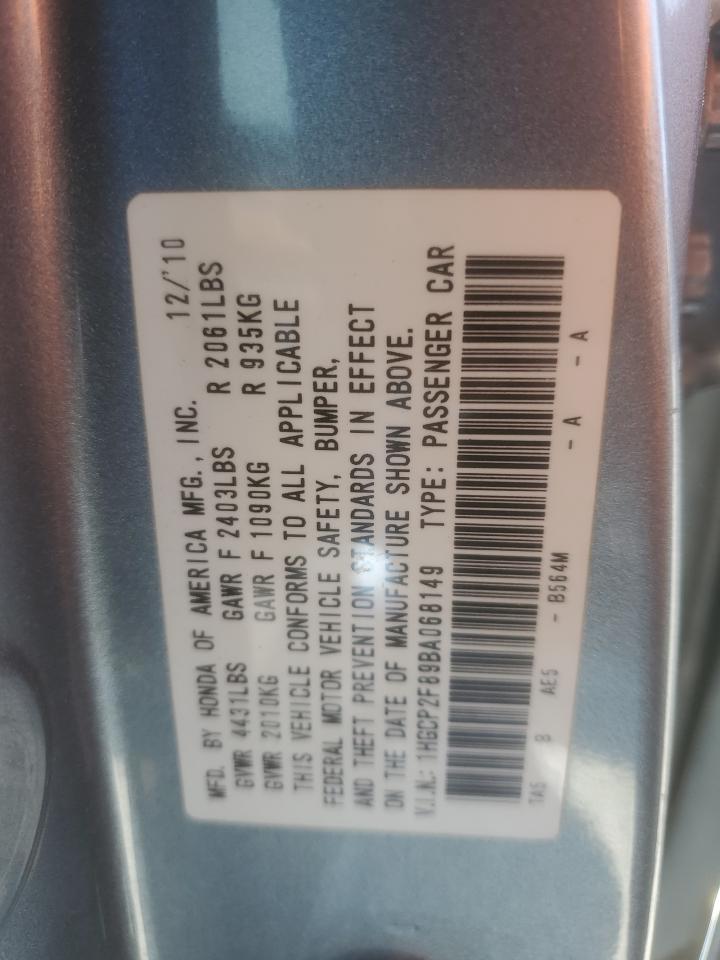 MFD. BY HONDA OF AMERICA MFG., INC. 12/'10
GVWR 4431LBS GAWR F 2403LBS R 2061LBS
GVWR 2010KG GAWR F 1090KG R 935KG
THIS VEHICLE CONFORMS TO ALL APPLICABLE
FEDERAL MOTOR VEHICLE SAFETY, BUMPER,
AND THEFT PREVENTION STANDARDS IN EFFECT
ON THE DATE OF MANUFACTURE SHOWN ABOVE.
V.I.N.: 1HGCP2F89BA068149 TYPE: PASSENGER CAR
TA5 B AE5 - B564M - A - A